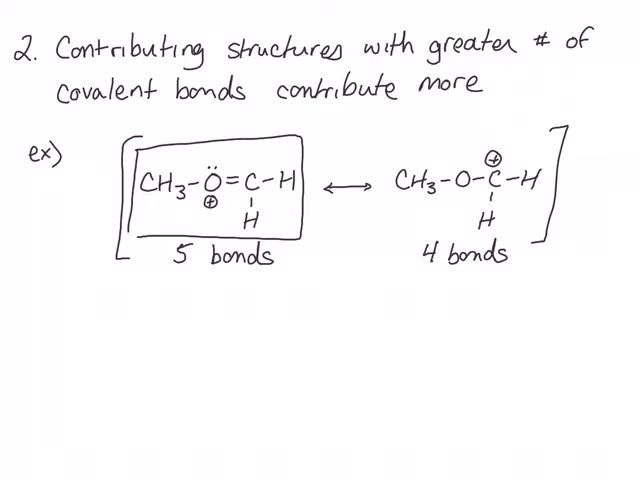 2. Contributing structures with greater # of
covalent bonds contribute more
ex)
[CH₃-Ö=C-H ⟷ CH₃-O-C-H]
⊕ ⊕
H H
5 bonds 4 bonds